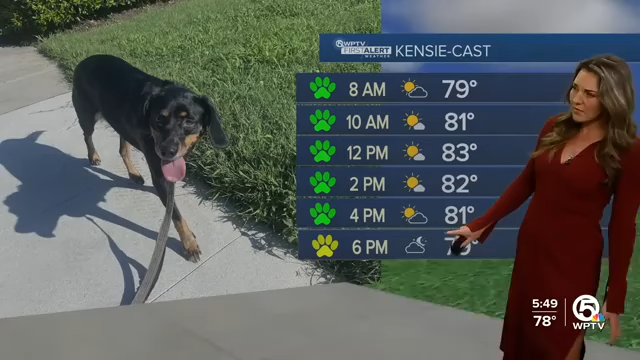 5 WPTV
FIRST ALERT
WEATHER
KENSIE-CAST
8 AM 79°
10 AM 81°
12 PM 83°
2 PM 82°
4 PM 81°
6 PM
5:49
78°
5
WPTV